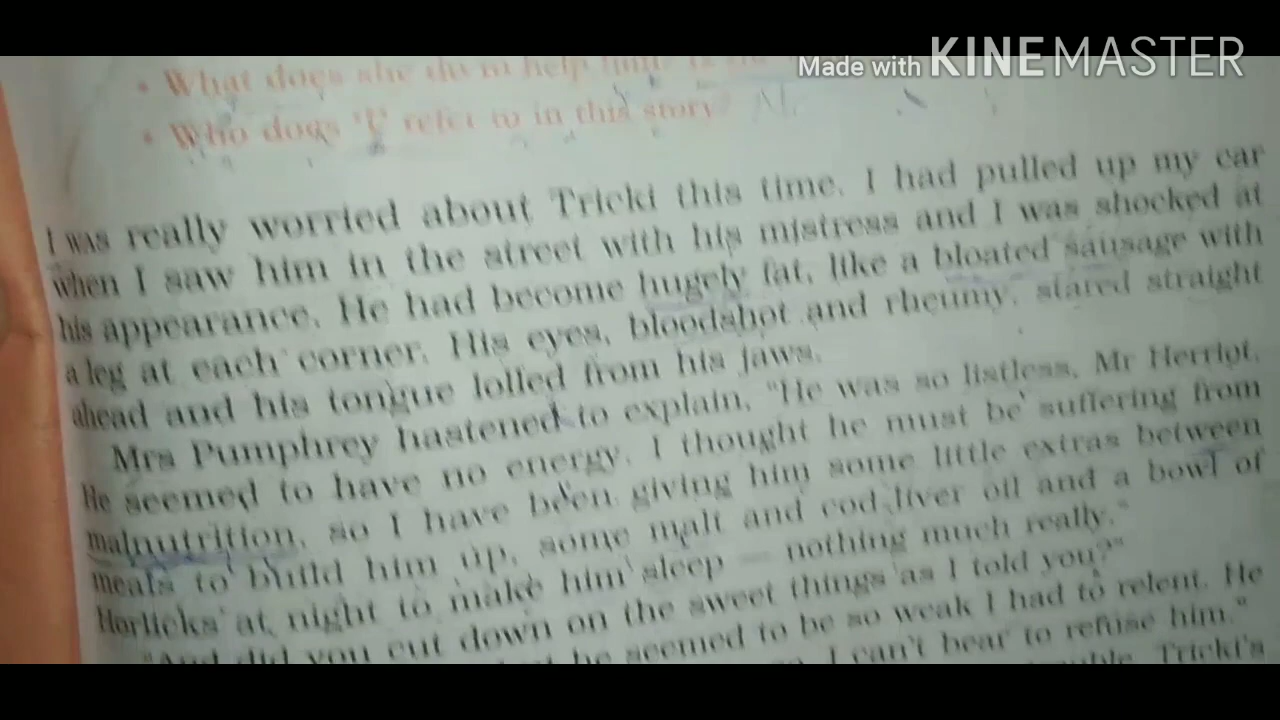 Made with KINEMASTER
• What does she do to help
• Who does 'I' refer to in this story?
I was really worried about Tricki this time. I had pulled up my car
when I saw him in the street with his mistress and I was shocked at
his appearance. He had become hugely fat, like a bloated sausage with
a leg at each corner. His eyes, bloodshot and rheumy, stared straight
ahead and his tongue lolled from his jaws.
Mrs Pumphrey hastened to explain, "He was so listless, Mr Herriot.
He seemed to have no energy. I thought he must be suffering from
malnutrition, so I have been giving him some little extras between
meals to build him up, some malt and cod liver oil and a bowl of
Horlicks at night to make him sleep — nothing much really."
"And did you cut down on the sweet things as I told you?"
he seemed to be so weak I had to relent. He
I can't bear to refuse him."
Tricki's